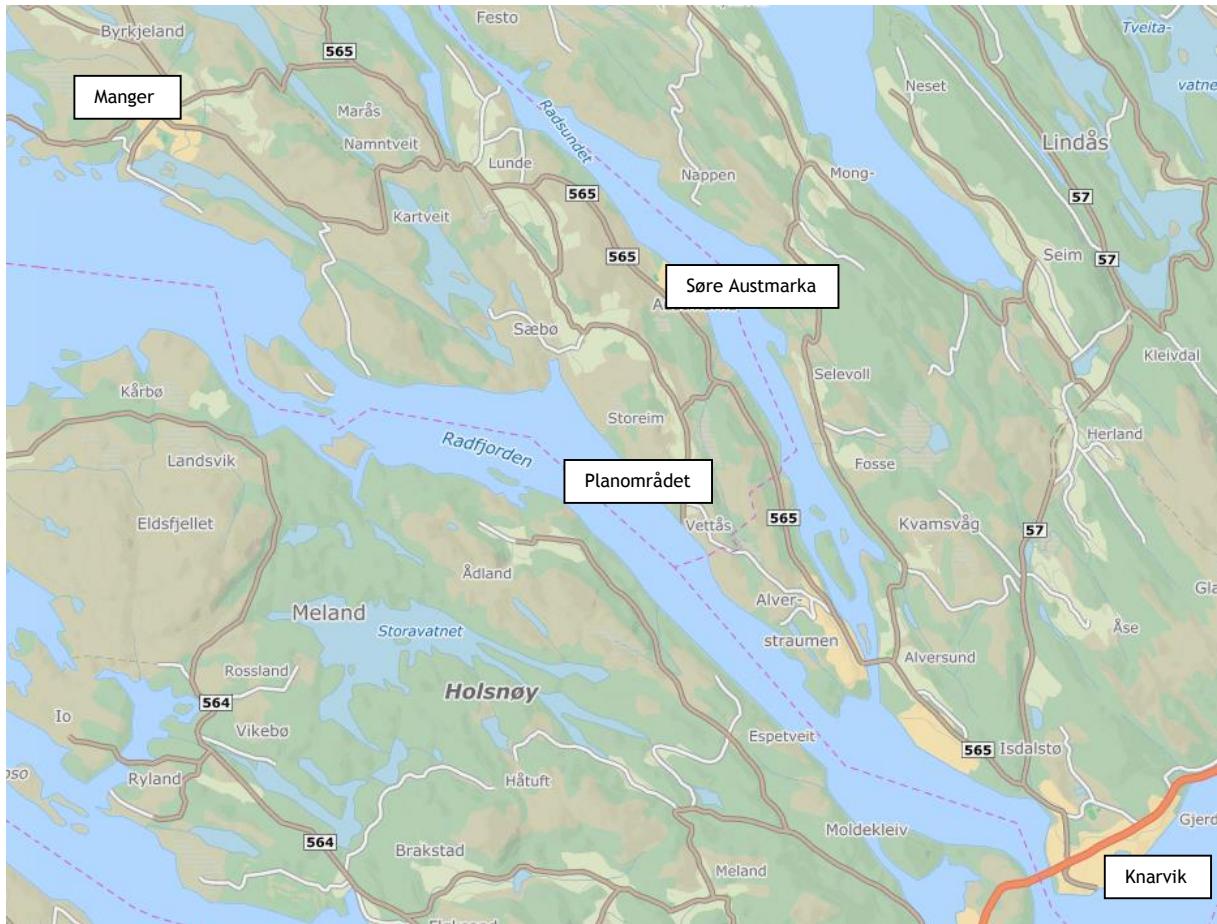 Festo
Byrkjeland
Tveita-
565
Neset
vatne
Manger
Radsundet
Marås
Lindås
Namntveit
Lunde
Nappen
Mong-
565
57
Kartveit
565
Seim
57
Søre Austmarka
Sæbø
Kleivdal
Selevoll
Kårbø
Storeim
Herland
Radfjorden
Landsvik
Fosse
Planområdet
Eldsfjellet
565
Vettås
Kvamsvåg
57
Ådland
Meland
Alver-
Storavatnet
straumen
Åse
Alversund
Rossland
Holsnøy
564
Io
Vikebø
Espetveit
565
Isdalstø
Ryland
Håtuft
Gjerd
Moldekleiv
564
Brakstad
Meland
Knarvik